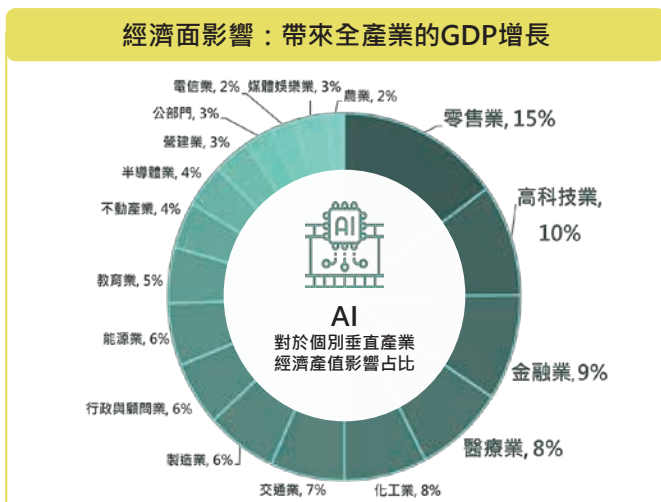 經濟面影響：帶來全產業的GDP增長
零售業, 15%
高科技業,
10%
金融業,9%
醫療業, 8%
化工業, 8%
交通業, 7%
製造業, 6%
行政與顧問業, 6%
能源業, 6%
教育業, 5%
不動產業, 4%
半導體業, 4%
營建業, 3%
公部門, 3%
電信業, 2%
媒體娛樂業, 3%
農業, 2%
AI
AI
對於個別垂直產業
經濟產值影響占比